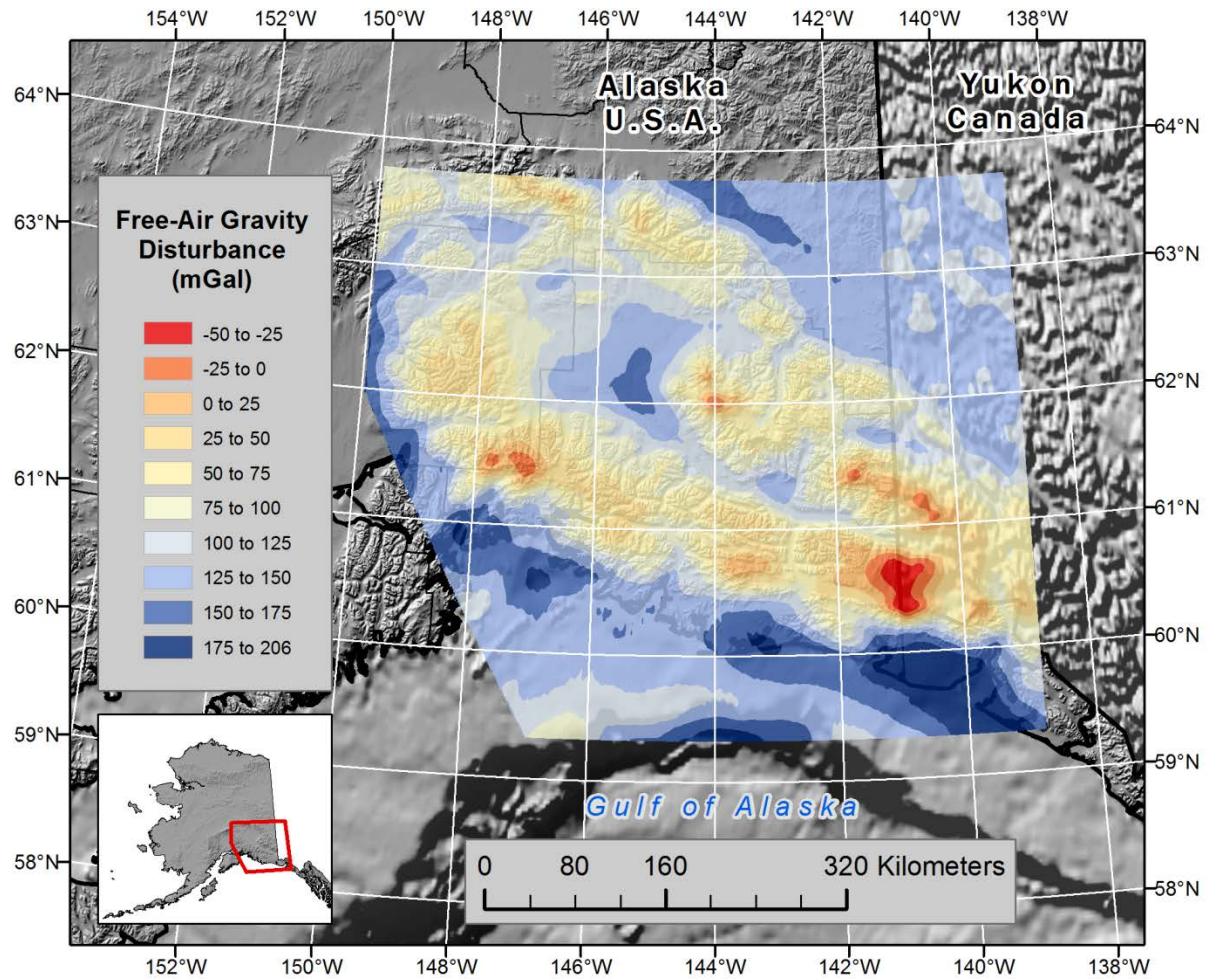 150°W 148°W 146°W 144°W 142°W 140°W 138°W
154°W 152°W
64°N
63°N
62°N
61°N
60°N
59°N
58°N
Alaska
U.S.A.
Yukon
Canada
Free-Air Gravity
Disturbance
(mGal)
-50 to -25
-25 to 0
0 to 25
25 to 50
50 to 75
75 to 100
100 to 125
125 to 150
150 to 175
175 to 206
64°N
63°N
62°N
61°N
60°N
59°N
58°N
Gulf of Alaska
0 80 160 320 Kilometers
152°W 150°W 148°W 146°W 144°W 142°W 140°W